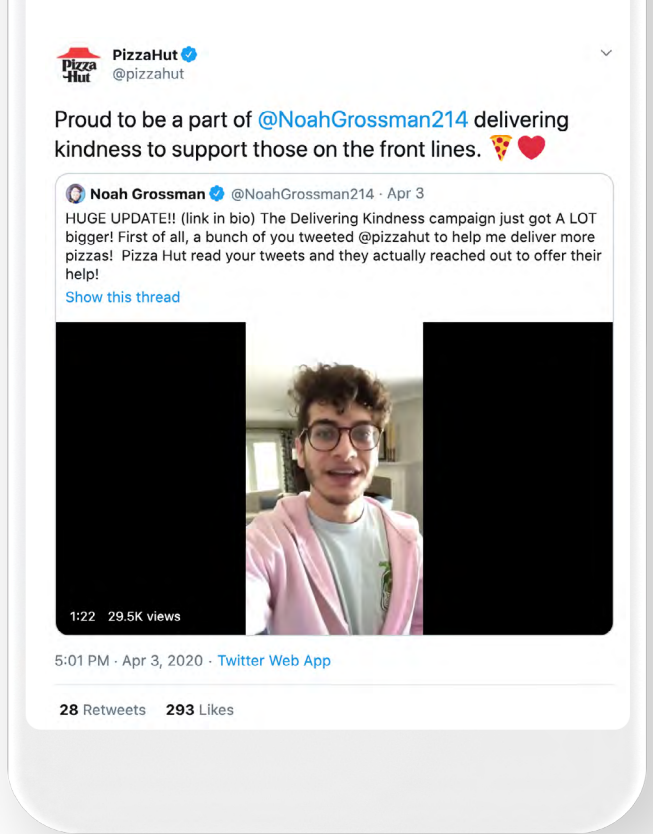 Pizza
Hut
PizzaHut
@pizzahut
Proud to be a part of @NoahGrossman214 delivering
kindness to support those on the front lines. 🍕❤️
Noah Grossman @NoahGrossman214 · Apr 3
HUGE UPDATE!! (link in bio) The Delivering Kindness campaign just got A LOT
bigger! First of all, a bunch of you tweeted @pizzahut to help me deliver more
pizzas!  Pizza Hut read your tweets and they actually reached out to offer their
help!
Show this thread
1:22 29.5K views
5:01 PM · Apr 3, 2020 · Twitter Web App
28 Retweets 293 Likes